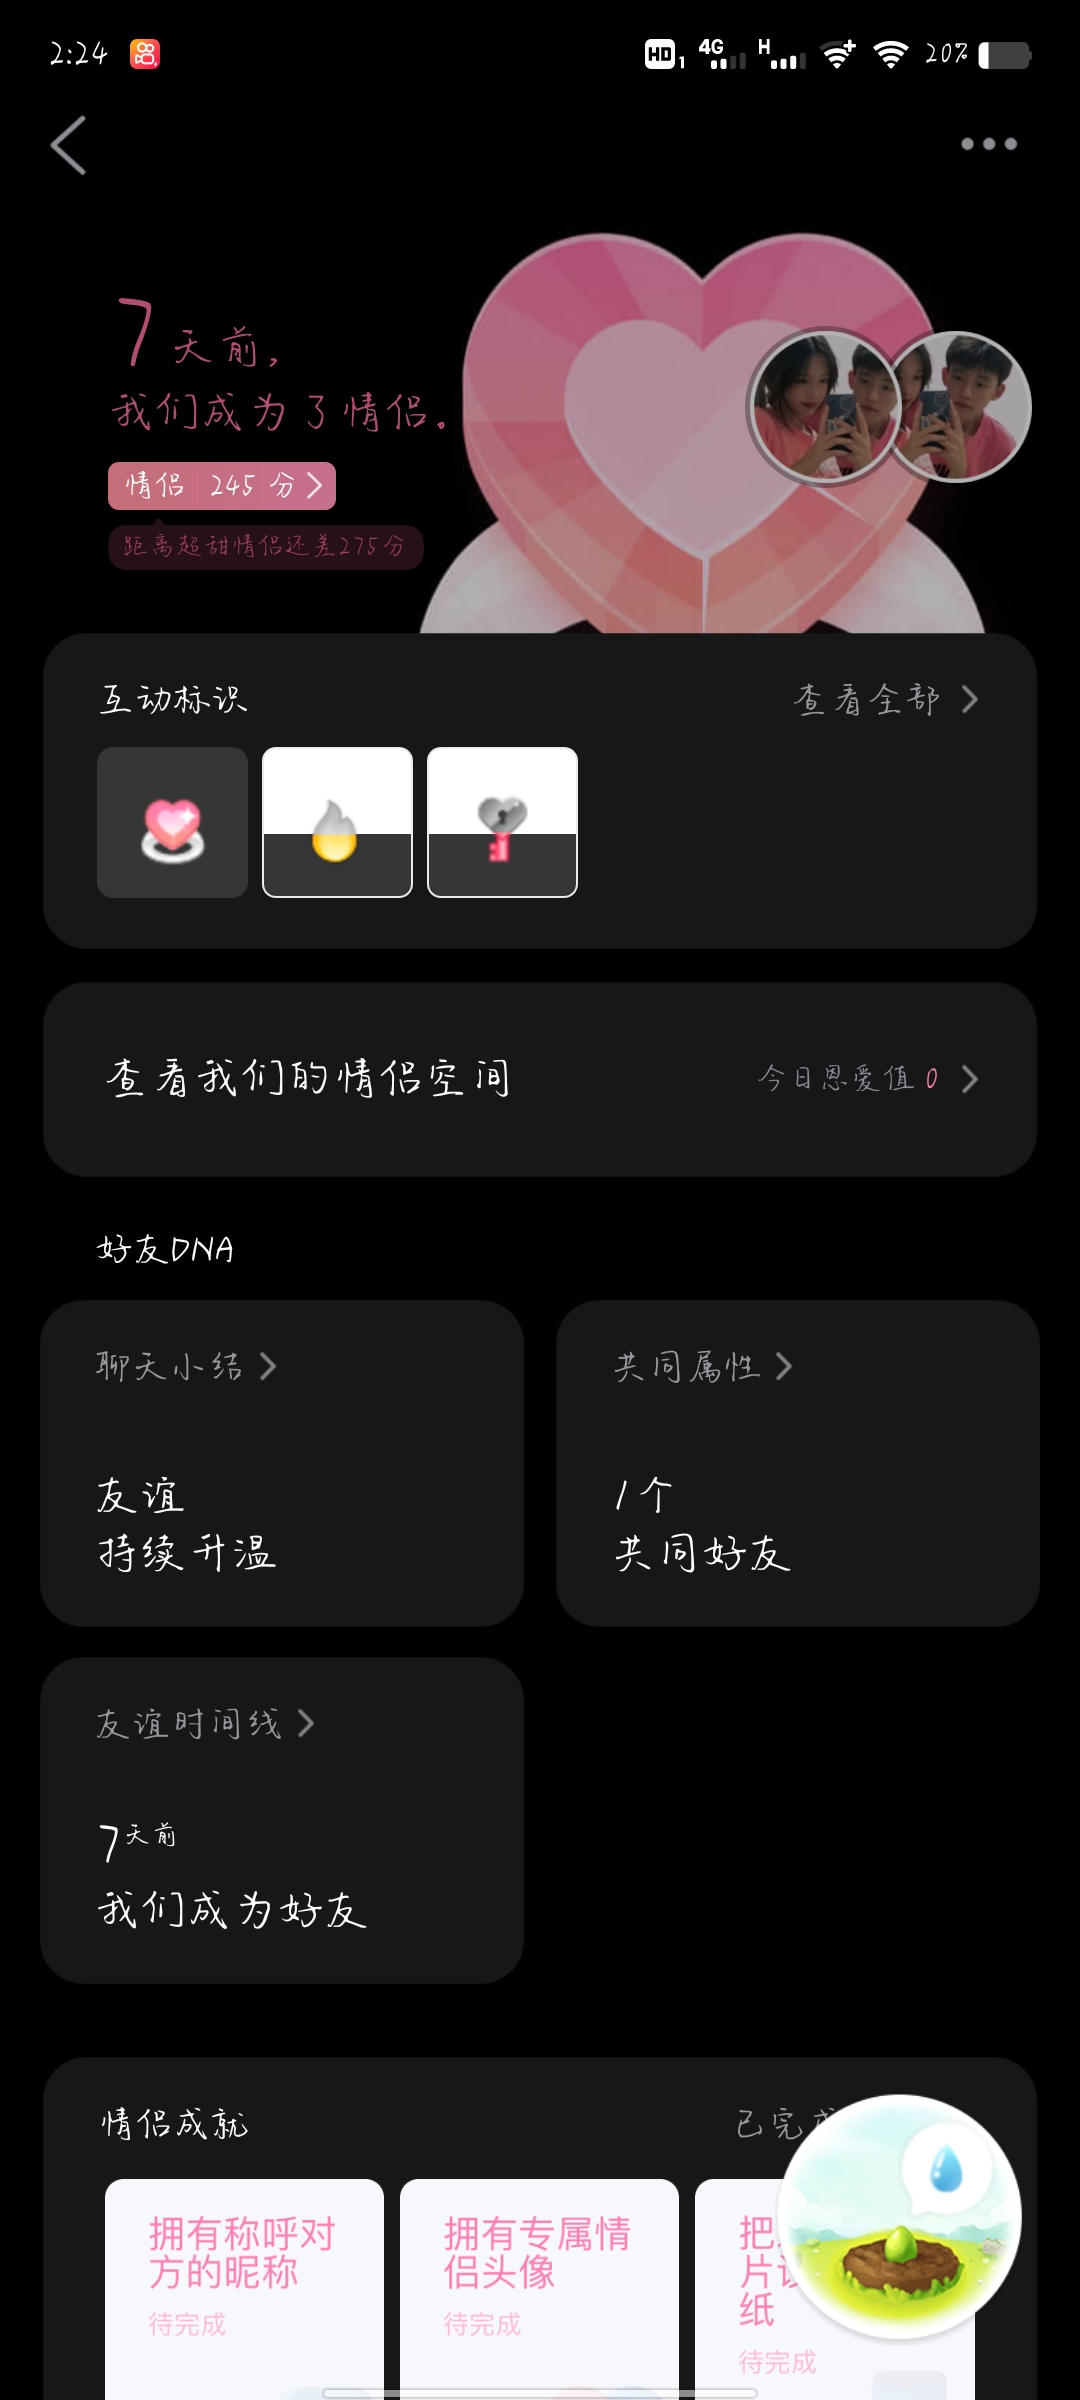 2:24
HD 1 4G H 20%
7天前,
我们成为了情侣。
情侣 245分
距离超甜情侣还差275分
互动标识
查看全部
查看我们的情侣空间
今日恩爱值 0
好友DNA
聊天小结
友谊
持续升温
共同属性
1个
共同好友
友谊时间线
7天前
我们成为好友
情侣成就
已完成
拥有称呼对
方的昵称
待完成
拥有专属情
侣头像
待完成
把
片设
纸
待完成